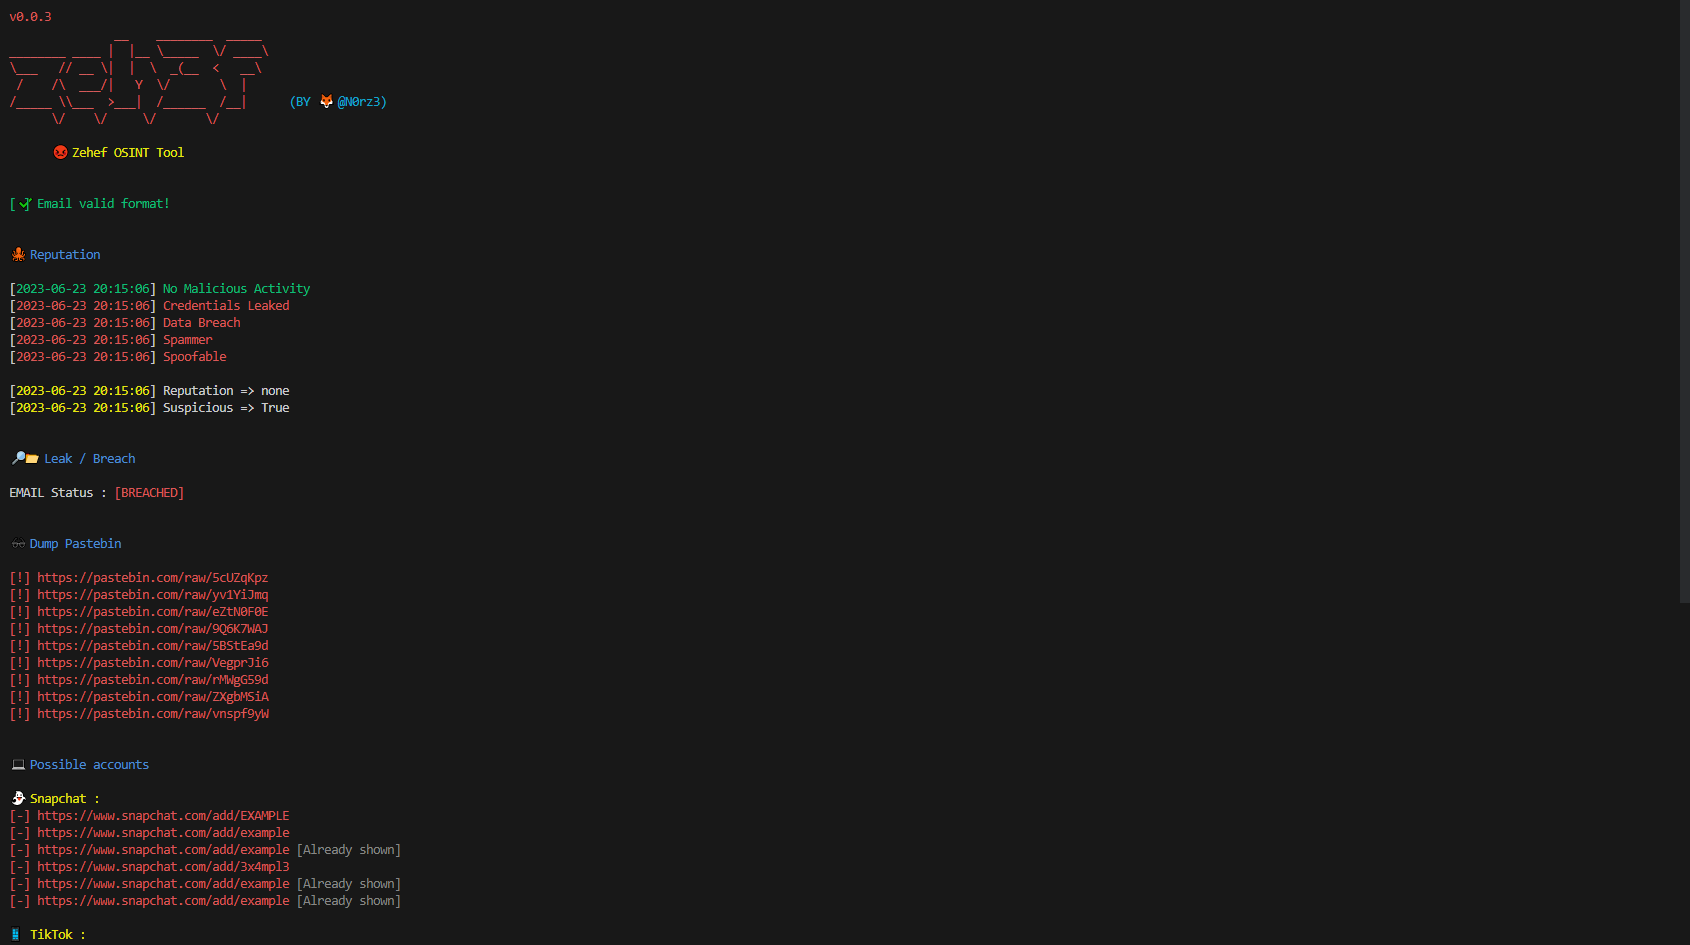 v0.0.3
(BY @N0rz3)
Zehef OSINT Tool
[✓] Email valid format!
Reputation
[2023-06-23 20:15:06] No Malicious Activity
[2023-06-23 20:15:06] Credentials Leaked
[2023-06-23 20:15:06] Data Breach
[2023-06-23 20:15:06] Spammer
[2023-06-23 20:15:06] Spoofable
[2023-06-23 20:15:06] Reputation => none
[2023-06-23 20:15:06] Suspicious => True
Leak / Breach
EMAIL Status : [BREACHED]
Dump Pastebin
[!] https://pastebin.com/raw/5cUZqKpz
[!] https://pastebin.com/raw/yv1YiJmq
[!] https://pastebin.com/raw/eZtN0F0E
[!] https://pastebin.com/raw/9Q6K7WAJ
[!] https://pastebin.com/raw/5BStEa9d
[!] https://pastebin.com/raw/VegprJi6
[!] https://pastebin.com/raw/rMWgG59d
[!] https://pastebin.com/raw/ZXgbMSiA
[!] https://pastebin.com/raw/vnspf9yW
Possible accounts
Snapchat :
[-] https://www.snapchat.com/add/EXAMPLE
[-] https://www.snapchat.com/add/example
[-] https://www.snapchat.com/add/example [Already shown]
[-] https://www.snapchat.com/add/3x4mpl3
[-] https://www.snapchat.com/add/example [Already shown]
[-] https://www.snapchat.com/add/example [Already shown]
TikTok :